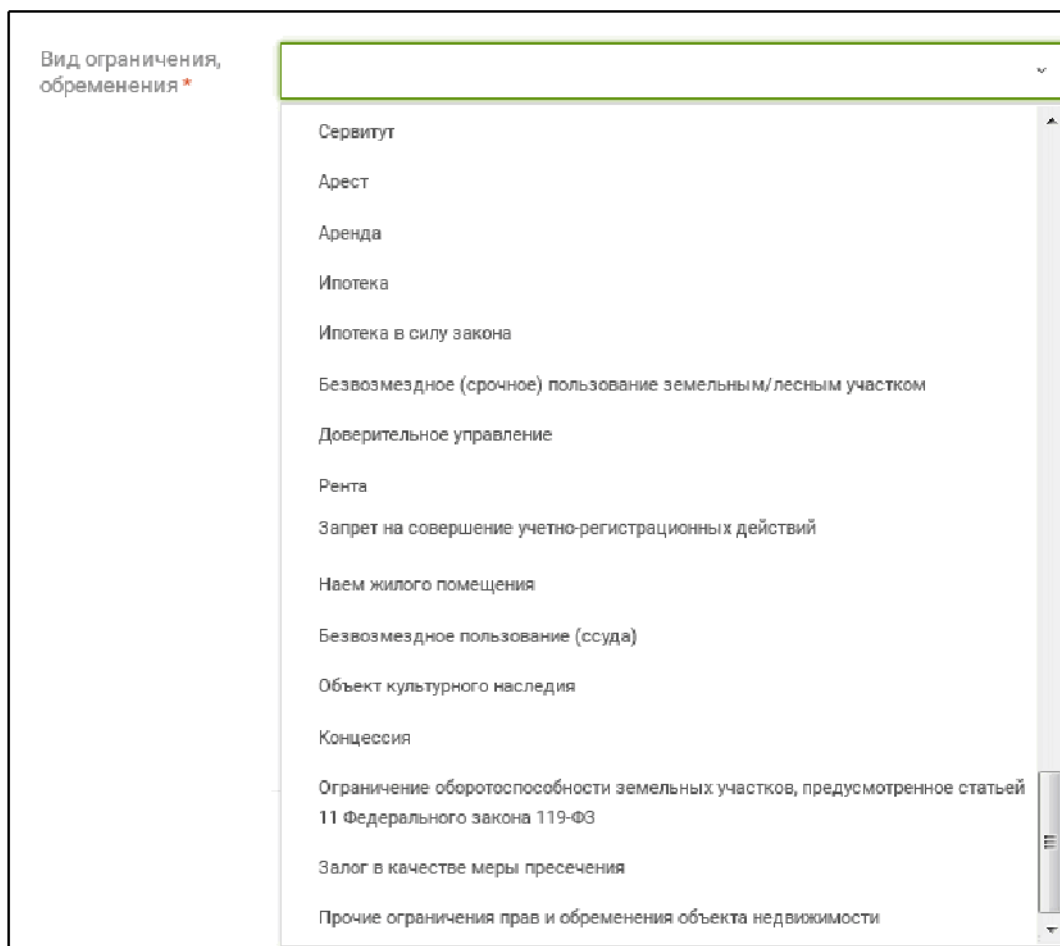 Вид ограничения,
обременения *
Сервитут
Арест
Аренда
Ипотека
Ипотека в силу закона
Безвозмездное (срочное) пользование земельным/лесным участком
Доверительное управление
Рента
Запрет на совершение учетно-регистрационных действий
Наем жилого помещения
Безвозмездное пользование (ссуда)
Объект культурного наследия
Концессия
Ограничение оборотоспособности земельных участков, предусмотренное статьей
11 Федерального закона 119-ФЗ
Залог в качестве меры пресечения
Прочие ограничения прав и обременения объекта недвижимости